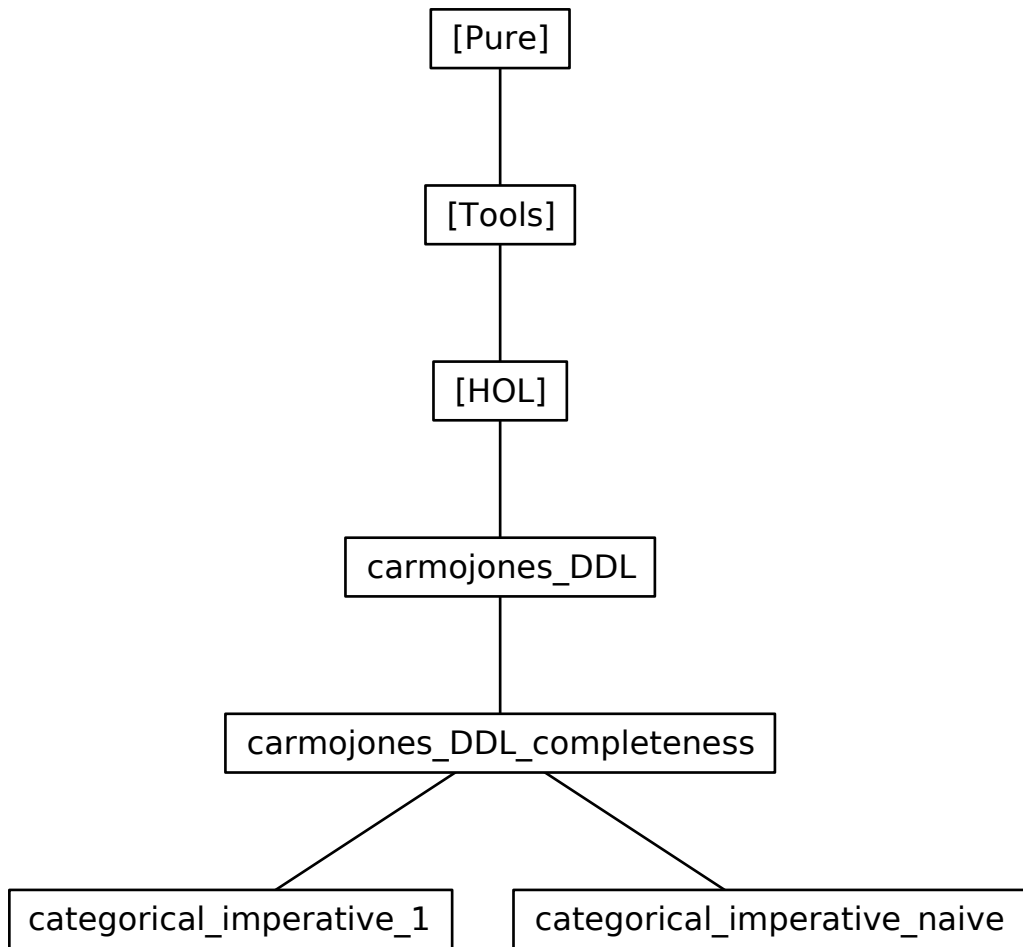 [Pure]
[Tools]
[HOL]
carmojones_DDL
carmojones_DDL_completeness
categorical_imperative_1
categorical_imperative_naive